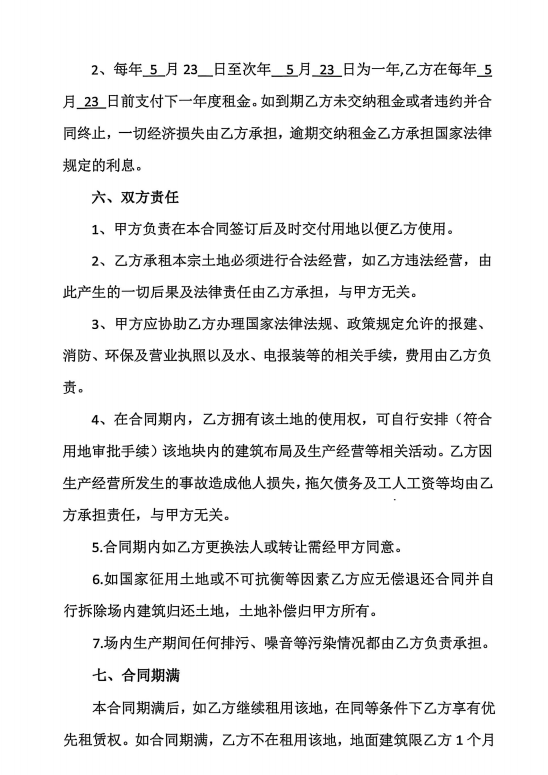 2、每年 5 月 23 日至次年 5 月 23 日为一年,乙方在每年 5
月 23 日前支付下一年度租金。如到期乙方未交纳租金或者违约并合
同终止，一切经济损失由乙方承担，逾期交纳租金乙方承担国家法律
规定的利息。
六、双方责任
1、甲方负责在本合同签订后及时交付用地以便乙方使用。
2、乙方承租本宗土地必须进行合法经营，如乙方违法经营，由
此产生的一切后果及法律责任由乙方承担，与甲方无关。
3、甲方应协助乙方办理国家法律法规、政策规定允许的报建、
消防、环保及营业执照以及水、电报装等的相关手续，费用由乙方负
责。
4、在合同期内，乙方拥有该土地的使用权，可自行安排（符合
用地审批手续）该地块内的建筑布局及生产经营等相关活动。乙方因
生产经营所发生的事故造成他人损失，拖欠债务及工人工资等均由乙
方承担责任，与甲方无关。
5.合同期内如乙方更换法人或转让需经甲方同意。
6.如国家征用土地或不可抗衡等因素乙方应无偿退还合同并自
行拆除场内建筑归还土地，土地补偿归甲方所有。
7.场内生产期间任何排污、噪音等污染情况都由乙方负责承担。
七、合同期满
本合同期满后，如乙方继续租用该地，在同等条件下乙方享有优
先租赁权。如合同期满，乙方不在租用该地，地面建筑限乙方 1 个月